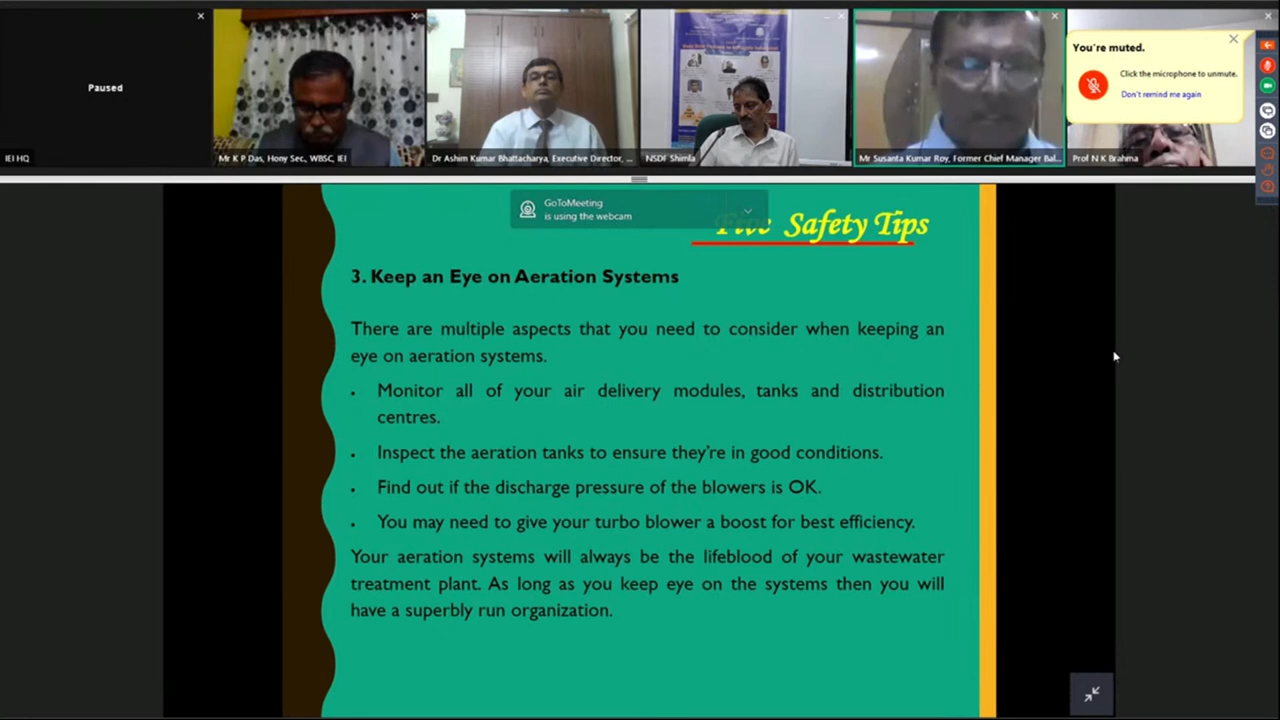 Paused
IEI HQ
Mr K P Das, Hony Sec., WBSC, IEI
Dr Ashim Kumar Bhattacharya, Executive Director, ...
NSDF Shimla
Mr Susanta Kumar Roy, Former Chief Manager Bal...
Prof N K Brahma
You're muted.
Click the microphone to unmute.
Don't remind me again
GoToMeeting
is using the webcam
Five Safety Tips
3. Keep an Eye on Aeration Systems
There are multiple aspects that you need to consider when keeping an
eye on aeration systems.
• Monitor all of your air delivery modules, tanks and distribution
centres.
• Inspect the aeration tanks to ensure they're in good conditions.
• Find out if the discharge pressure of the blowers is OK.
• You may need to give your turbo blower a boost for best efficiency.
Your aeration systems will always be the lifeblood of your wastewater
treatment plant. As long as you keep eye on the systems then you will
have a superbly run organization.